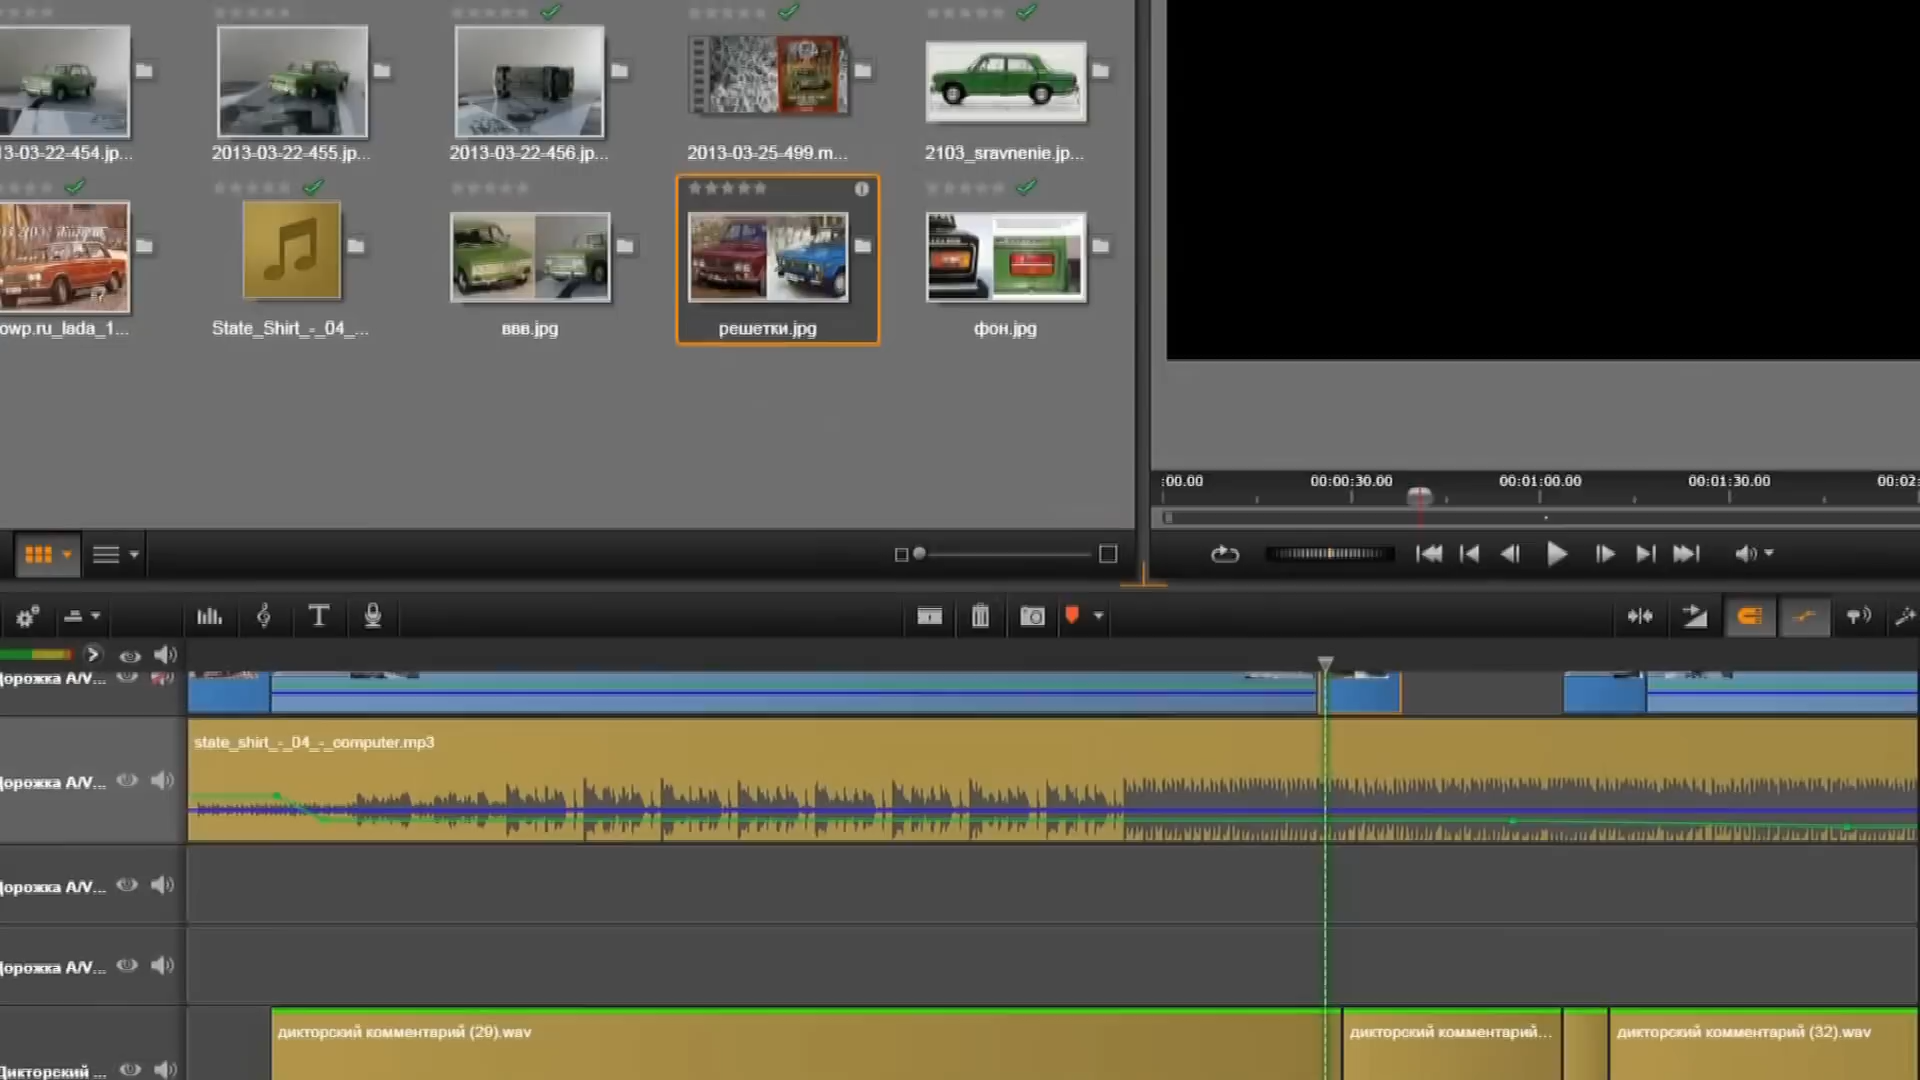 13-03-22-454.jp...
2013-03-22-455.jp...
2013-03-22-456.jp...
2013-03-25-499.m...
2103_sravnenie.jp...
owp.ru_lada_1...
State_Shirt_-_04_...
ввв.jpg
решетки.jpg
фон.jpg
:00.00
00:00:30.00
00:01:00.00
00:01:30.00
00:02:
T
Дорожка A/V...
state_shirt_-_04_-_computer.mp3
Дорожка A/V...
Дорожка A/V...
Дорожка A/V...
дикторский комментарий (29).wav
дикторский комментарий...
дикторский комментарий (32).wav
Дикторский ...